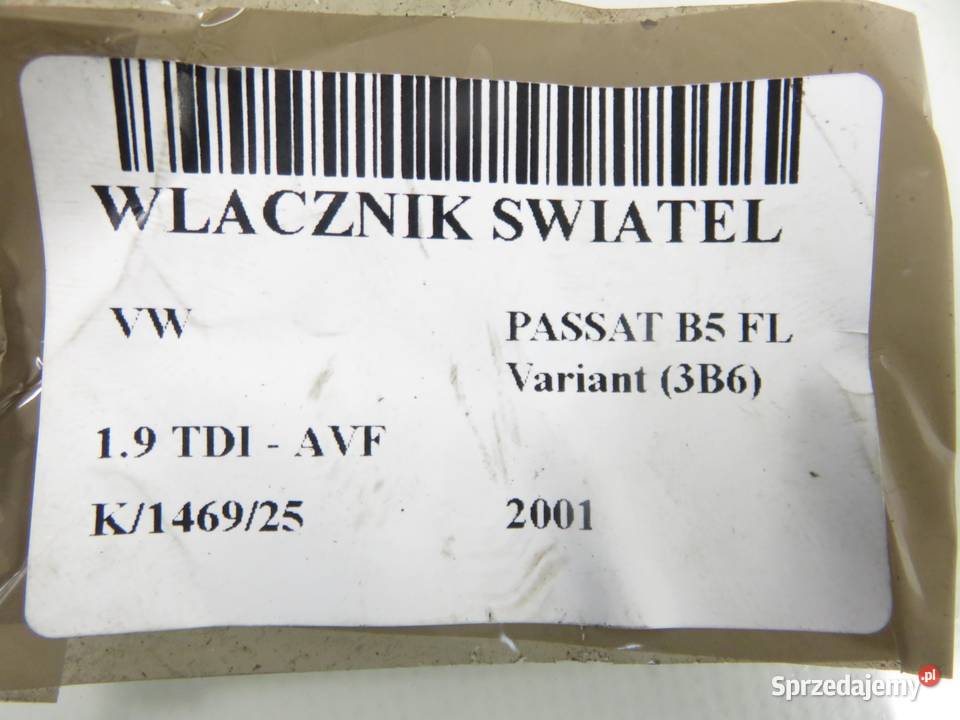 WLACZNIK SWIATEL
VW
PASSAT B5 FL
Variant (3B6)
1.9 TDI - AVF
K/1469/25
2001
Sprzedajemy.pl